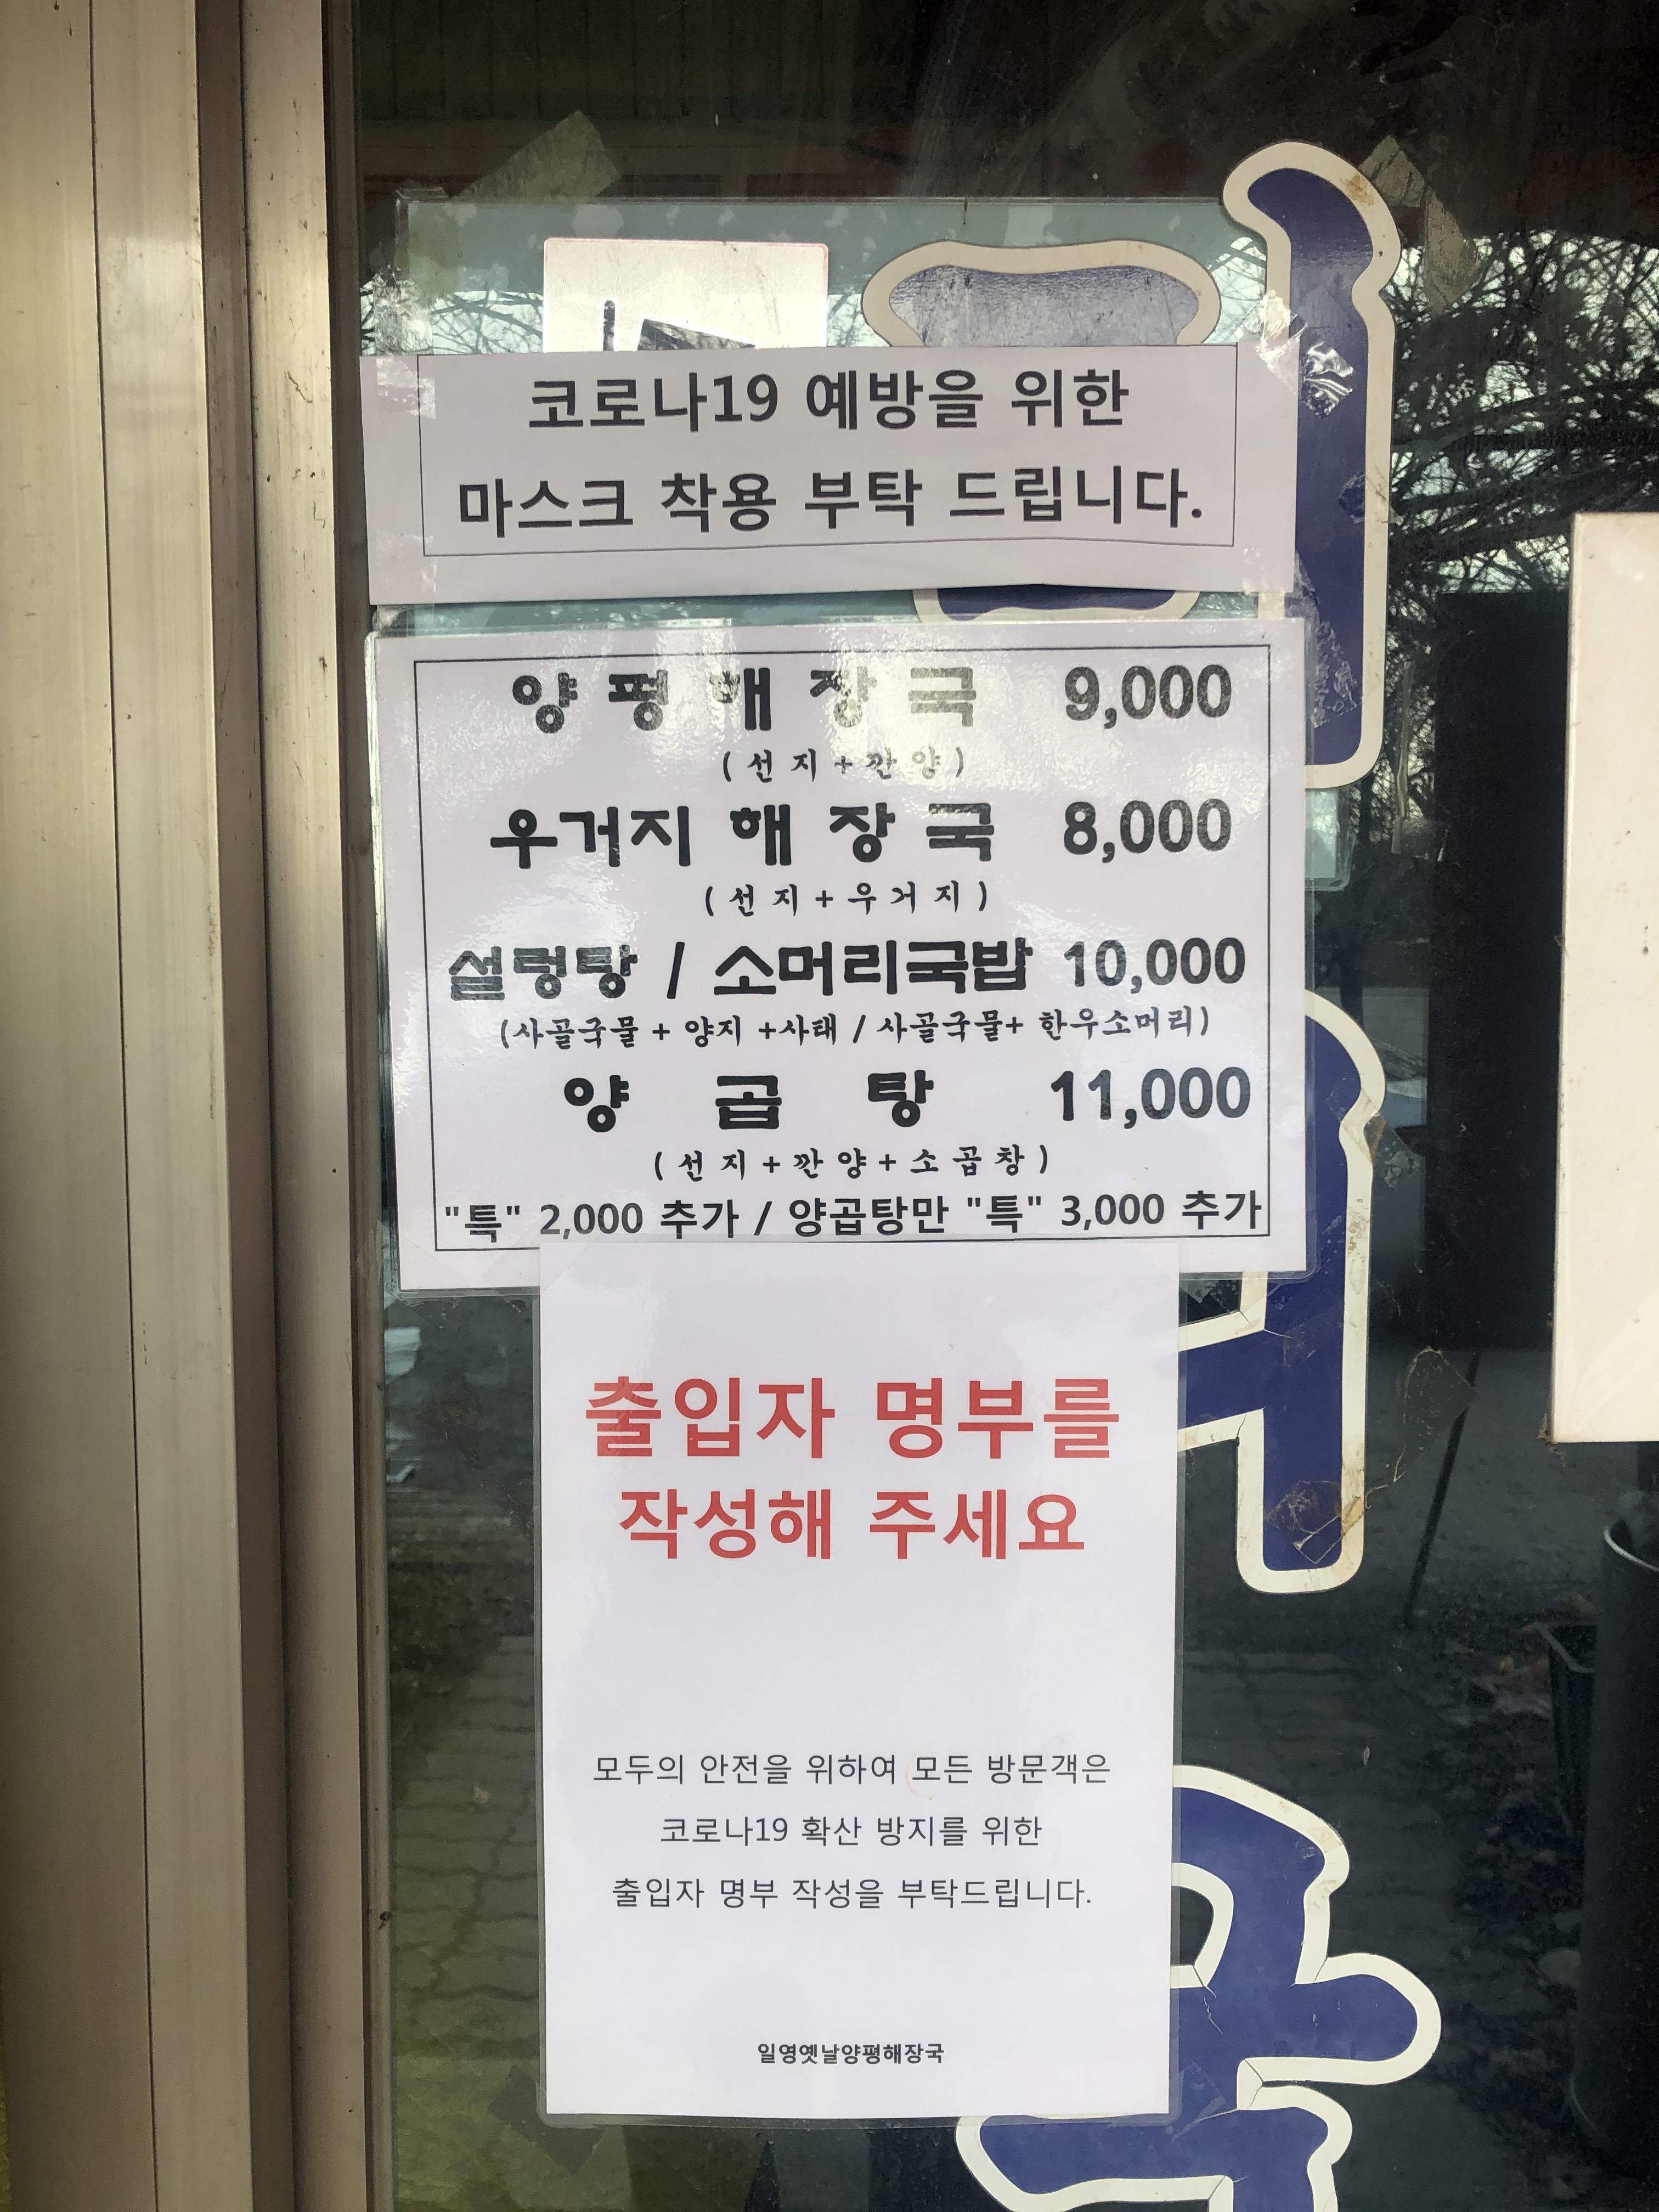 코로나19 예방을 위한
마스크 착용 부탁 드립니다.
양 평 해 장 국 9,000
( 선 지 + 깐 양 )
우거지 해 장 국 8,000
( 선 지 + 우 거 지 )
설렁탕 / 소머리국밥 10,000
(사골국물 + 양지 +사태 / 사골국물+ 한우소머리)
양 곱 탕 11,000
( 선 지 + 깐 양 + 소 곱 창 )
"특" 2,000 추가 / 양곱탕만 "특" 3,000 추가
출입자 명부를
작성해 주세요
모두의 안전을 위하여 모든 방문객은
코로나19 확산 방지를 위한
출입자 명부 작성을 부탁드립니다.
일영옛날양평해장국